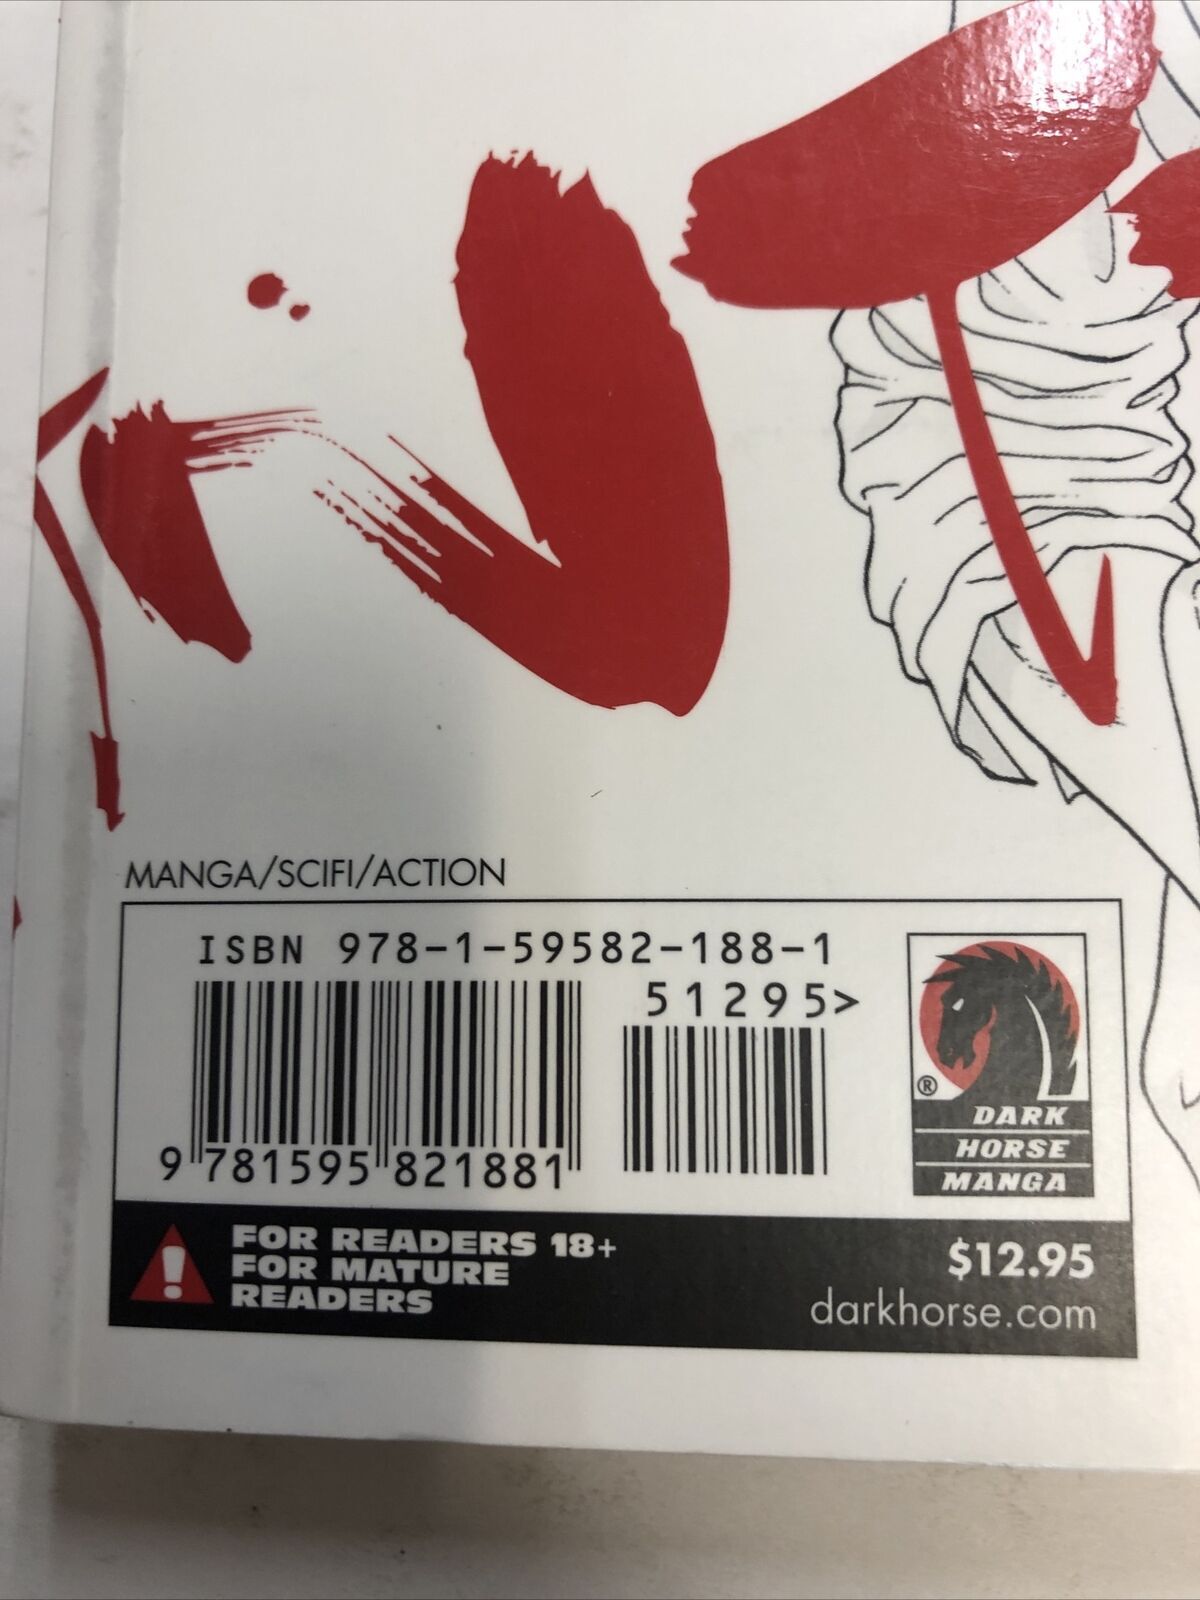 MANGA/SCIFI/ACTION
ISBN 978-1-59582-188-1
51295>
9 781595 821881
®
DARK
HORSE
MANGA
FOR READERS 18+
FOR MATURE
READERS
$12.95
darkhorse.com